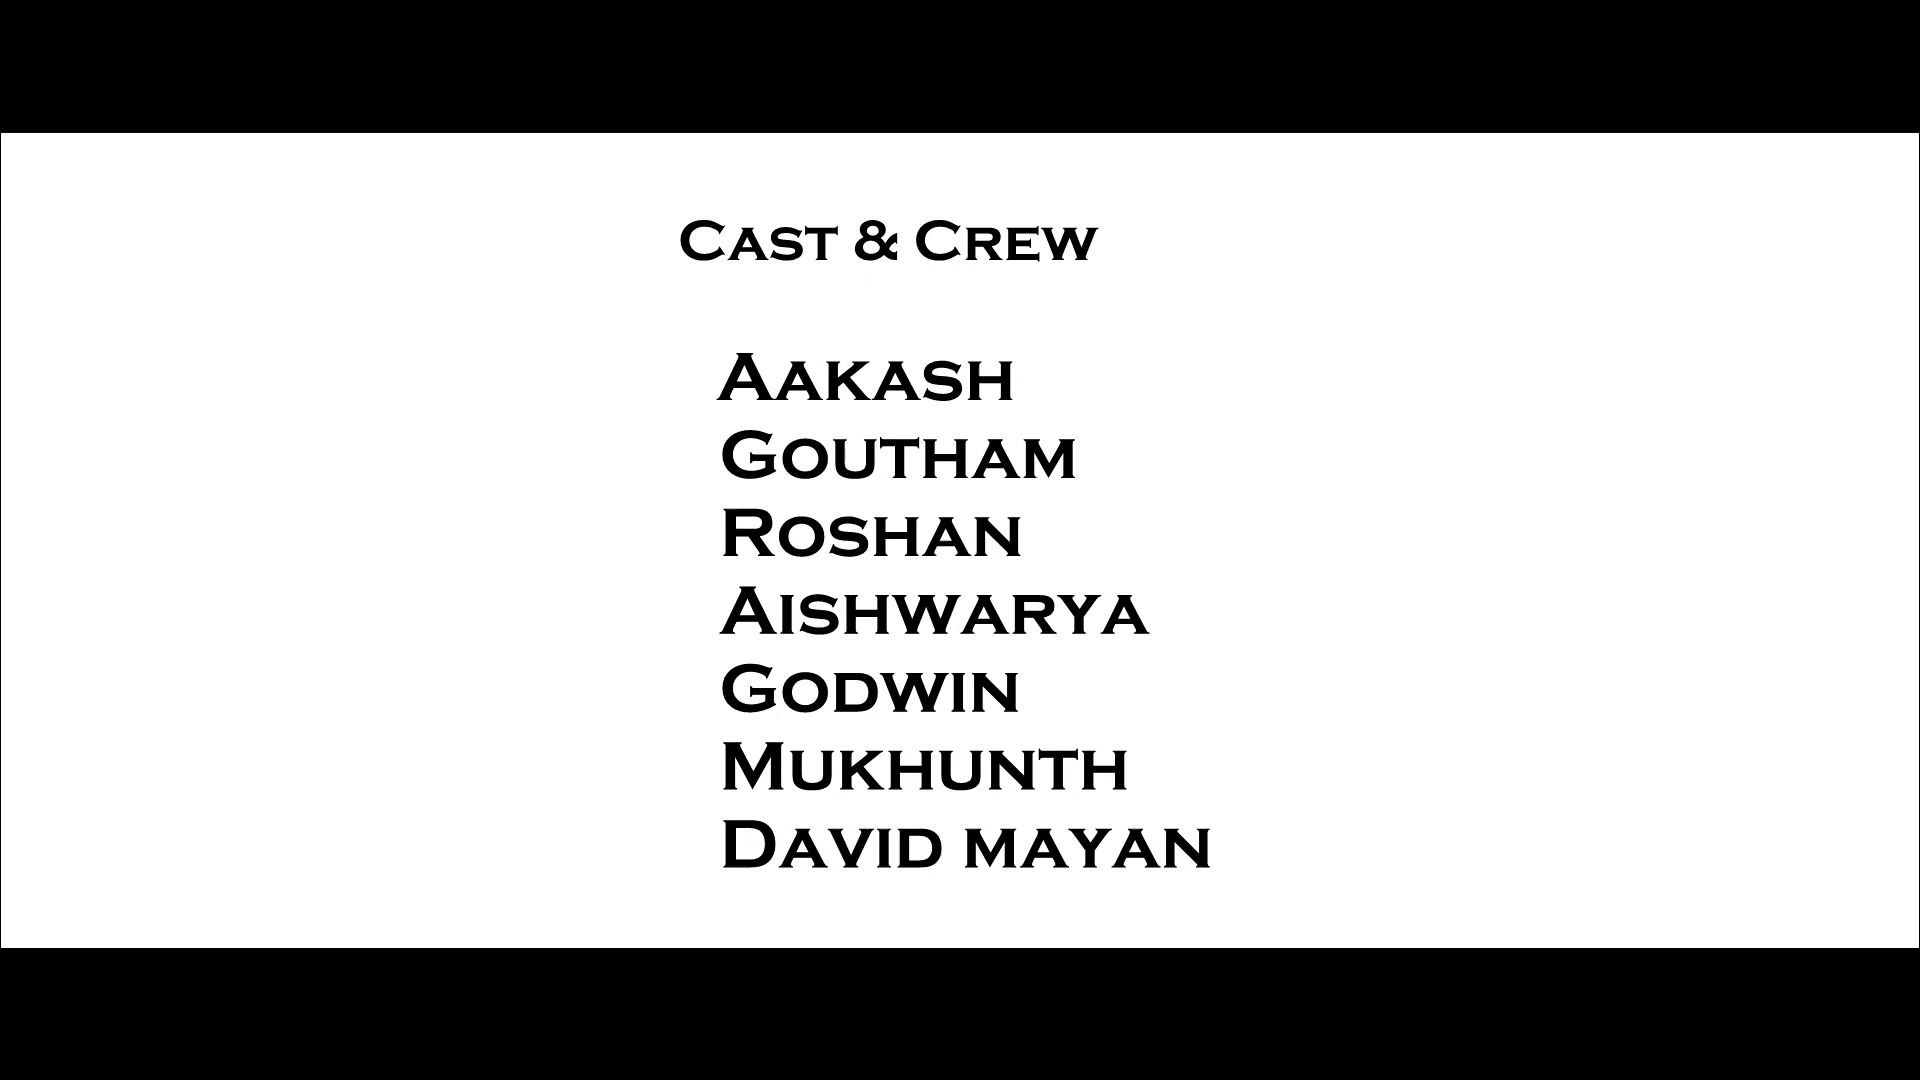 Cast & Crew
Aakash
Goutham
Roshan
Aishwarya
Godwin
Mukhunth
David mayan